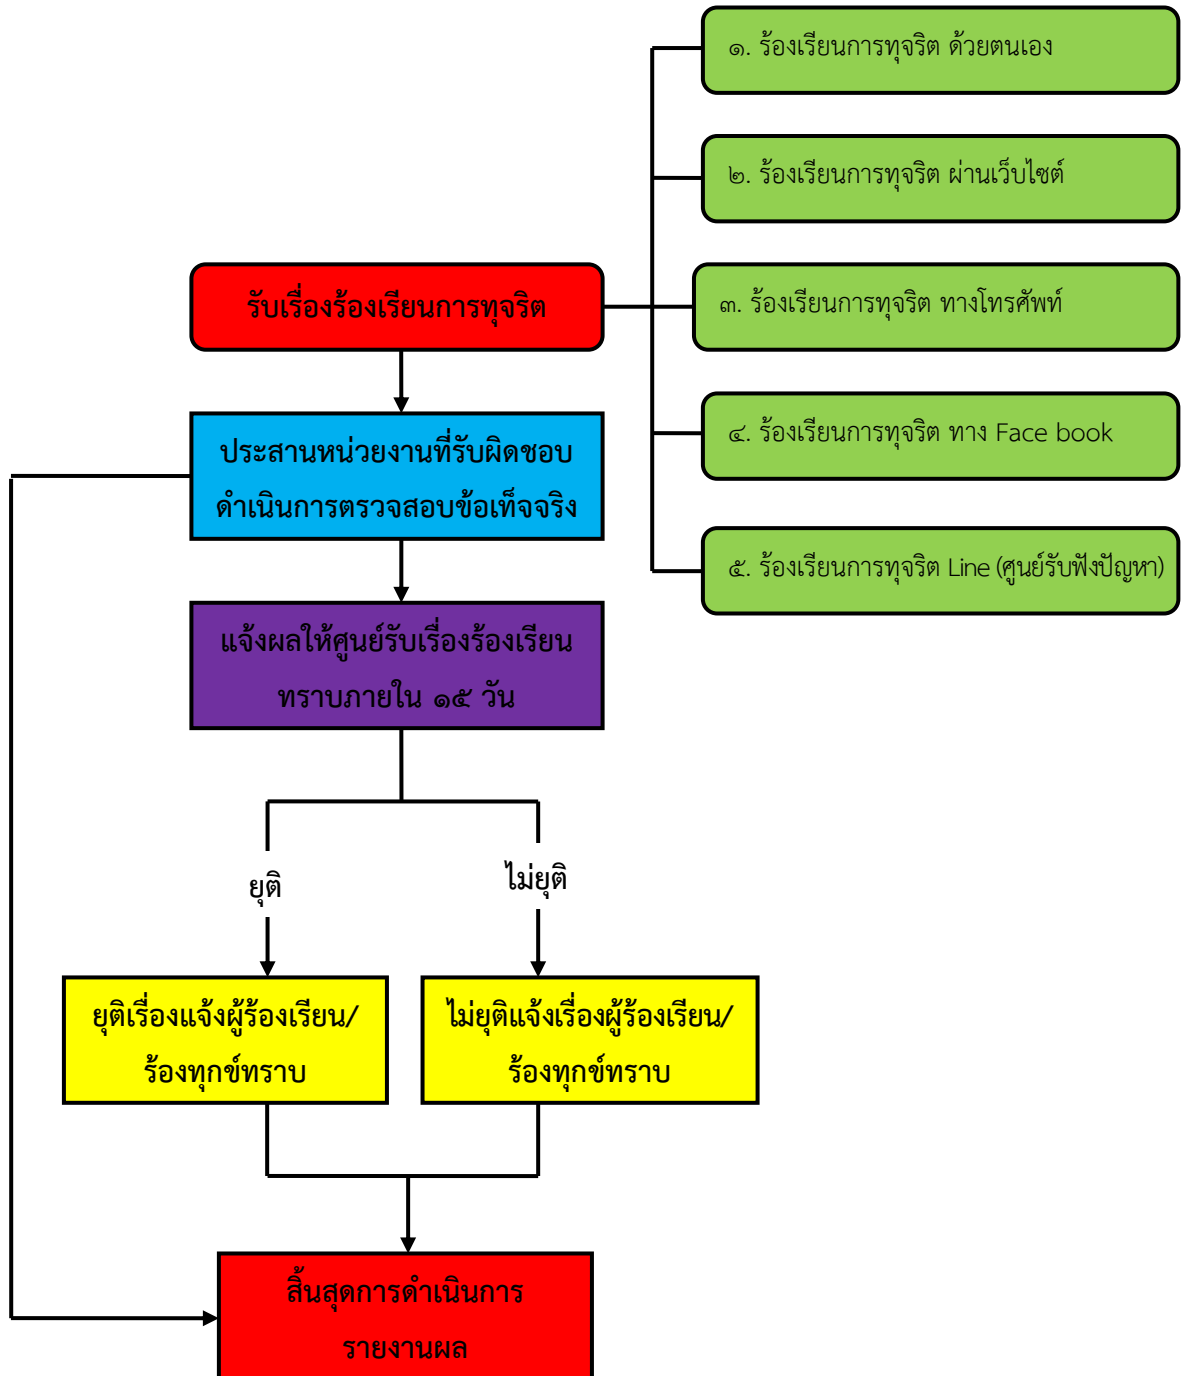 ๑. ร้องเรียนการทุจริต ด้วยตนเอง
๒. ร้องเรียนการทุจริต ผ่านเว็บไซต์
รับเรื่องร้องเรียนการทุจริต
๓. ร้องเรียนการทุจริต ทางโทรศัพท์
๔. ร้องเรียนการทุจริต ทาง Face book
ประสานหน่วยงานที่รับผิดชอบ
ดำเนินการตรวจสอบข้อเท็จจริง
๕. ร้องเรียนการทุจริต Line (ศูนย์รับฟังปัญหา)
แจ้งผลให้ศูนย์รับเรื่องร้องเรียน
ทราบภายใน ๑๕ วัน
ยุติ
ไม่ยุติ
ยุติเรื่องแจ้งผู้ร้องเรียน/
ร้องทุกข์ทราบ
ไม่ยุติแจ้งเรื่องผู้ร้องเรียน/
ร้องทุกข์ทราบ
สิ้นสุดการดำเนินการ
รายงานผล